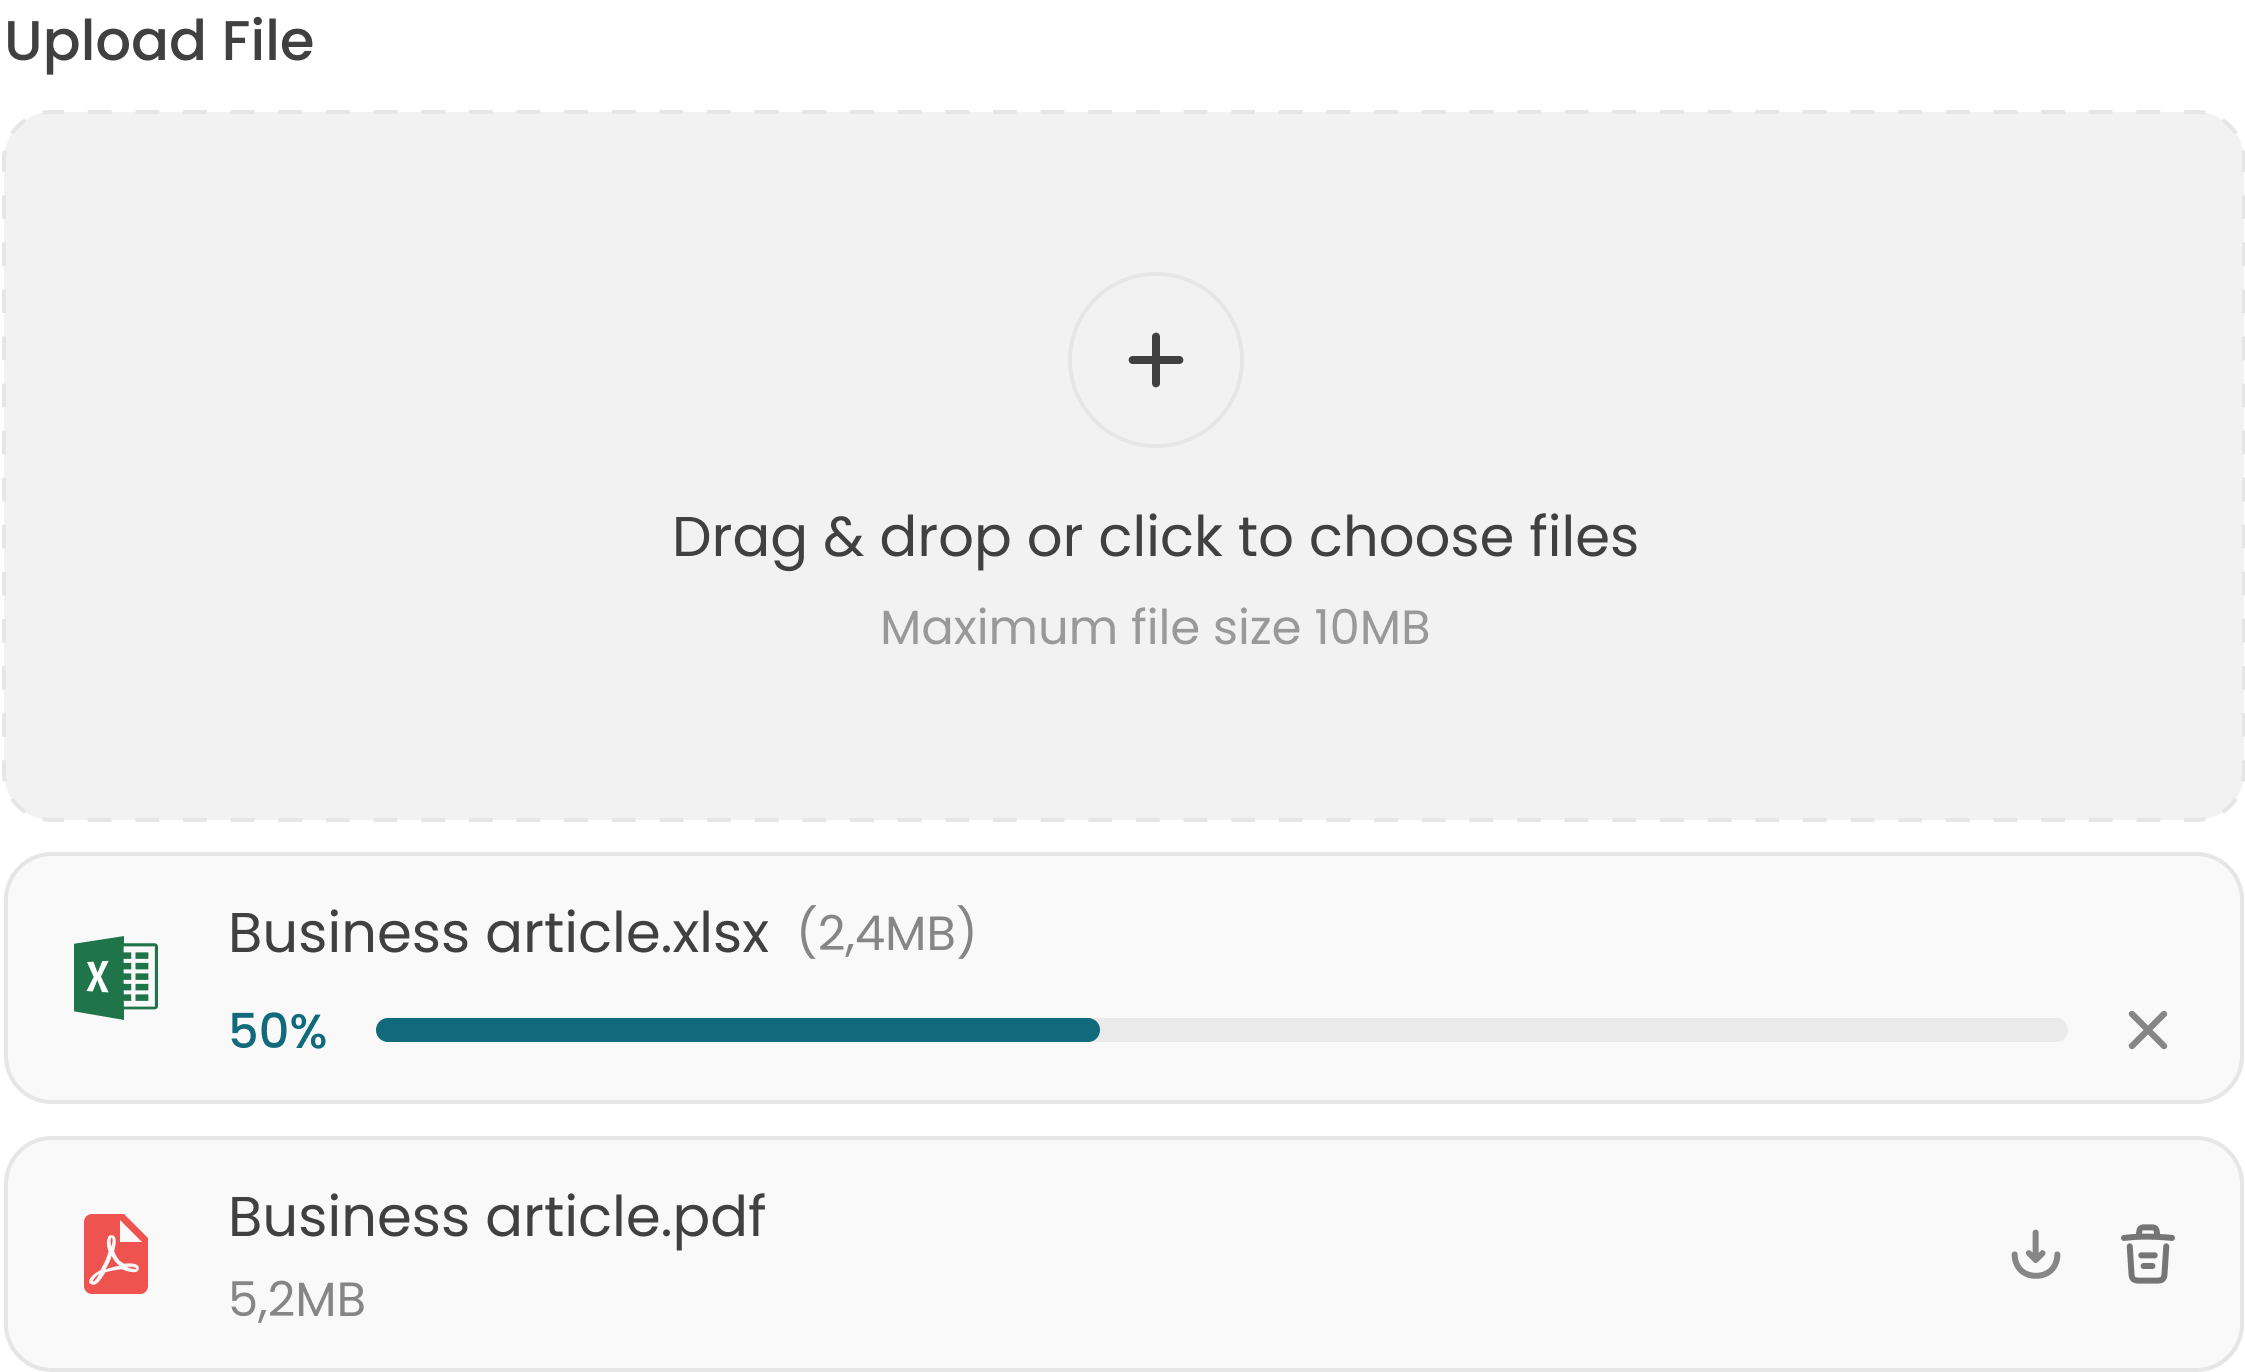 Upload File
Drag & drop or click to choose files
Maximum file size 10MB
Business article.xlsx (2,4MB)
X
50%
Business article.pdf
5,2MB